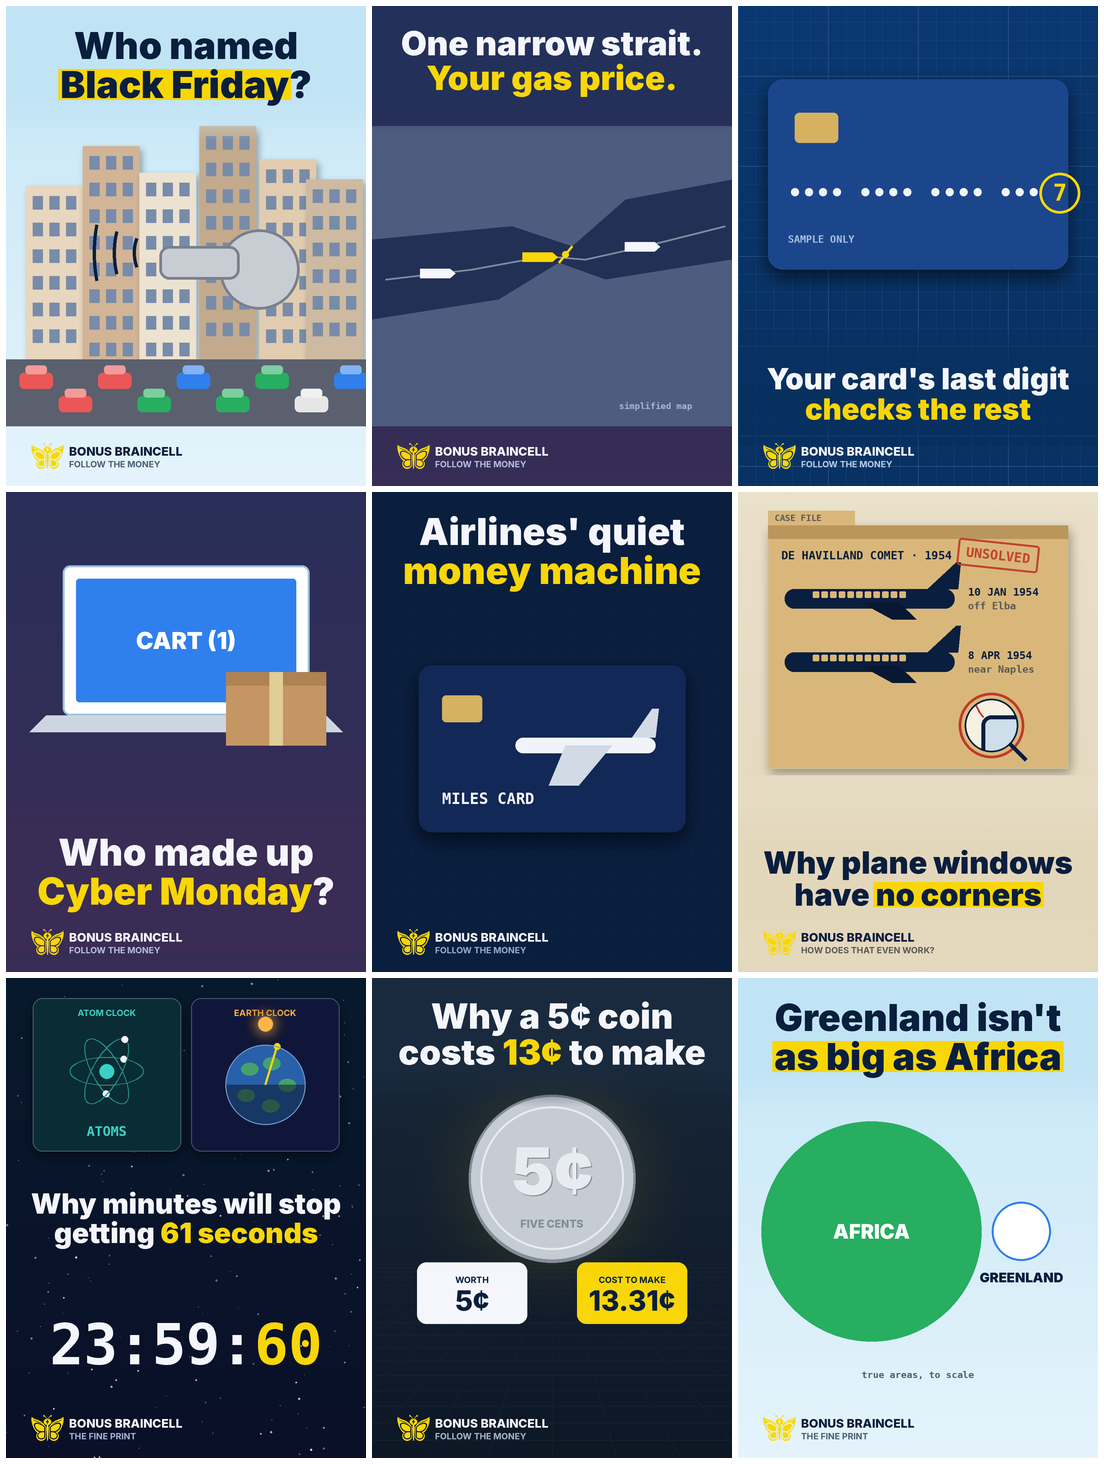 Who named
Black Friday?
BONUS BRAINCELL
FOLLOW THE MONEY
One narrow strait.
Your gas price.
simplified map
BONUS BRAINCELL
FOLLOW THE MONEY
7
SAMPLE ONLY
Your card's last digit
checks the rest
BONUS BRAINCELL
FOLLOW THE MONEY
CART (1)
Who made up
Cyber Monday?
BONUS BRAINCELL
FOLLOW THE MONEY
Airlines' quiet
money machine
MILES CARD
BONUS BRAINCELL
FOLLOW THE MONEY
CASE FILE
DE HAVILLAND COMET · 1954
UNSOLVED
10 JAN 1954
off Elba
8 APR 1954
near Naples
Why plane windows
have no corners
BONUS BRAINCELL
HOW DOES THAT EVEN WORK?
ATOM CLOCK
ATOMS
EARTH CLOCK
Why minutes will stop
getting 61 seconds
23:59:60
BONUS BRAINCELL
THE FINE PRINT
Why a 5¢ coin
costs 13¢ to make
5¢
FIVE CENTS
WORTH
5¢
COST TO MAKE
13.31¢
BONUS BRAINCELL
FOLLOW THE MONEY
Greenland isn't
as big as Africa
AFRICA
GREENLAND
true areas, to scale
BONUS BRAINCELL
THE FINE PRINT